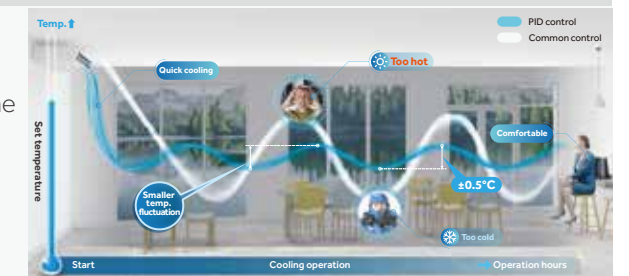 Temp.
PID control
Common control
Too hot
Quick cooling
Set temperature
Comfortable
Smaller
temp.
fluctuation
±0.5°C
Too cold
Start
Cooling operation
Operation hours